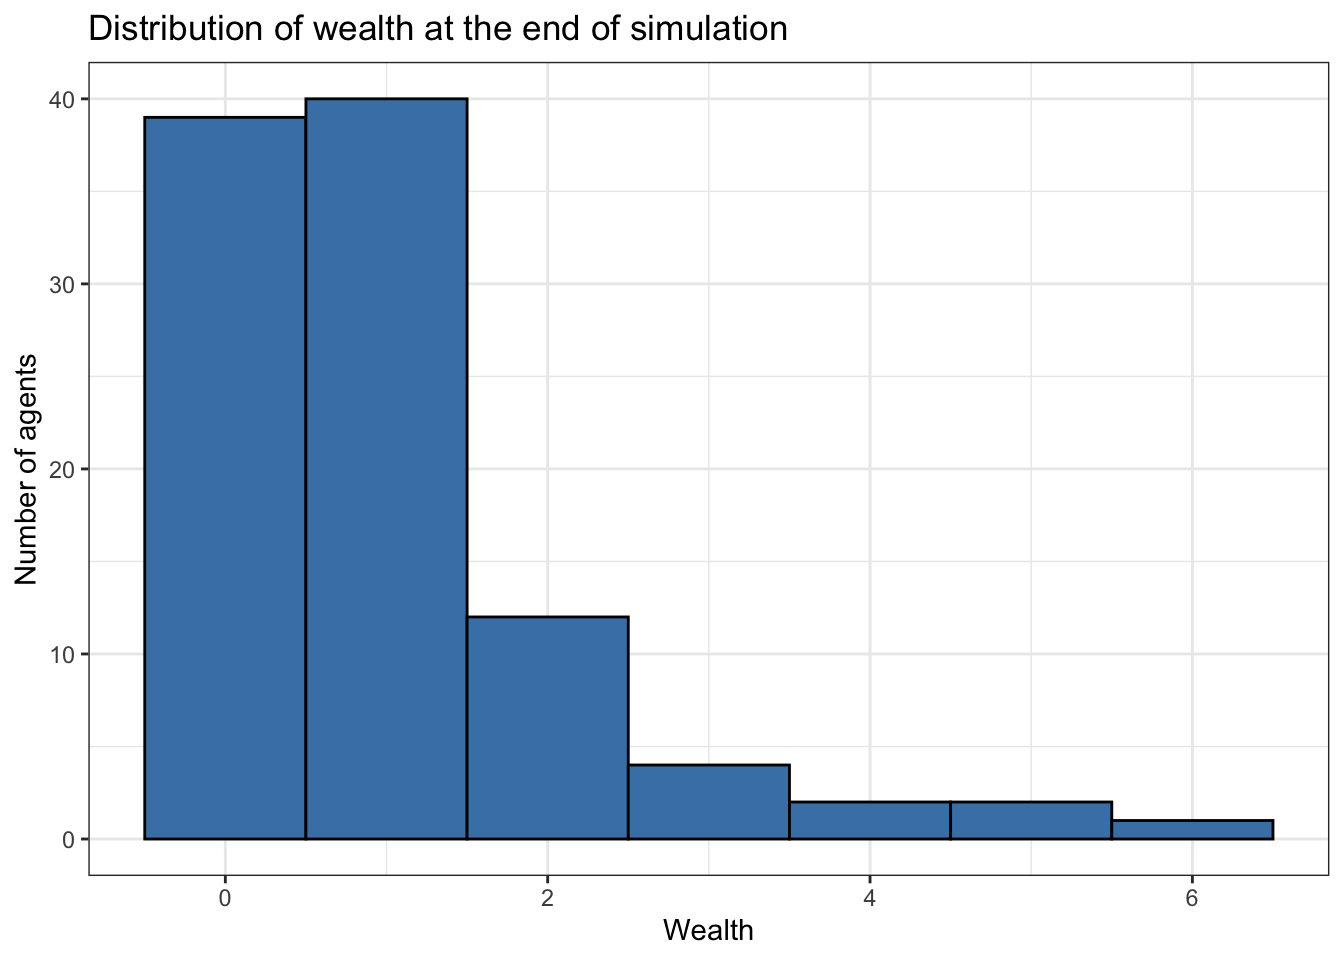 Distribution of wealth at the end of simulation
Number of agents
40
30
20
10
0
0 2 4 6
Wealth